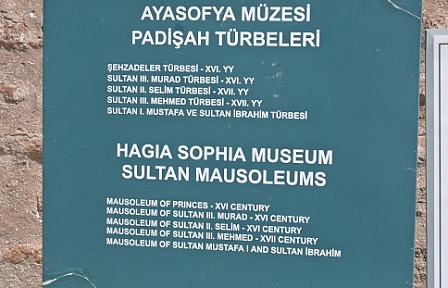 AYASOFYA MÜZESİ
PADİŞAH TÜRBELERİ
ŞEHZADELER TÜRBESİ - XVI. YY
SULTAN III. MURAD TÜRBESİ - XVI. YY
SULTAN II. SELİM TÜRBESİ - XVII. YY
SULTAN III. MEHMED TÜRBESİ - XVII. YY
SULTAN I. MUSTAFA VE SULTAN İBRAHİM TÜRBESİ
HAGIA SOPHIA MUSEUM
SULTAN MAUSOLEUMS
MAUSOLEUM OF PRINCES - XVI CENTURY
MAUSOLEUM OF SULTAN III. MURAD - XVI CENTURY
MAUSOLEUM OF SULTAN II. SELİM - XVI CENTURY
MAUSOLEUM OF SULTAN III. MEHMED - XVII CENTURY
MAUSOLEUM OF SULTAN MUSTAFA I AND SULTAN İBRAHİM